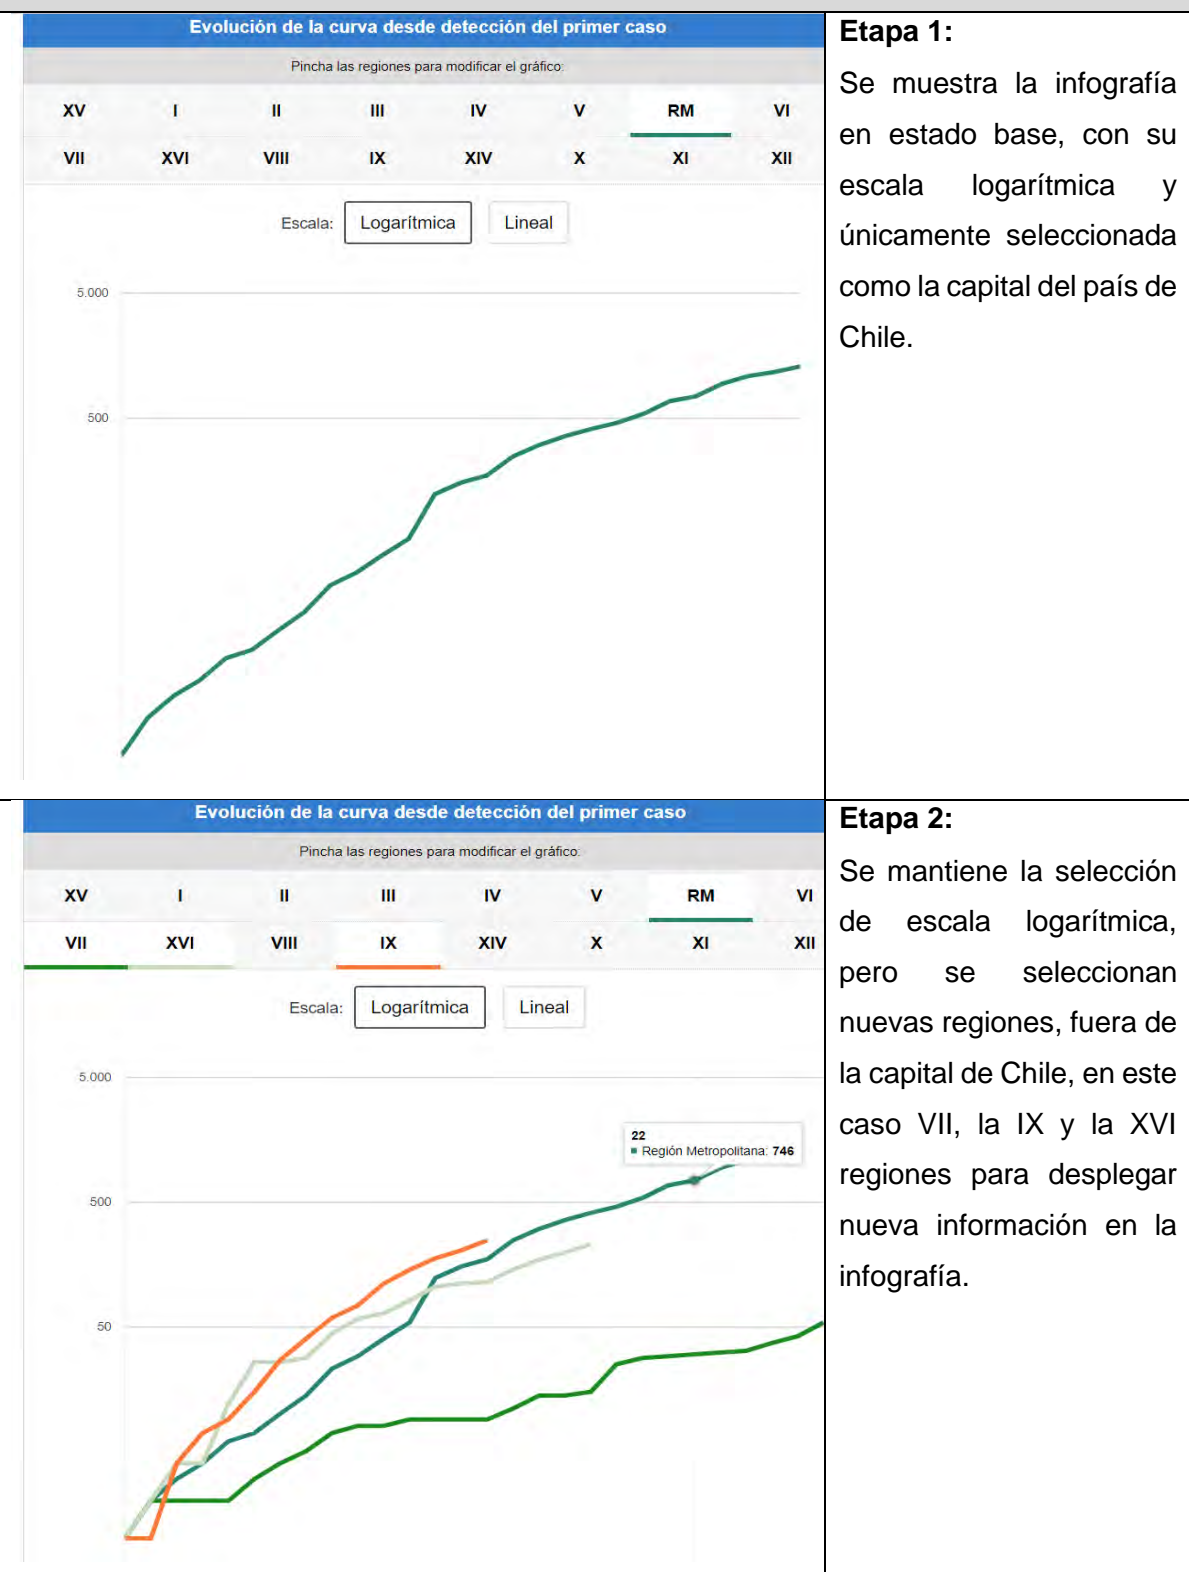 Evolución de la curva desde detección del primer caso
Pincha las regiones para modificar el gráfico:
XV I II III IV V RM VI
VII XVI VIII IX XIV X XI XII
Escala: Logarítmica Lineal
5.000
500
Etapa 1:
Se muestra la infografía
en estado base, con su
escala logarítmica y
únicamente seleccionada
como la capital del país de
Chile.
Evolución de la curva desde detección del primer caso
Pincha las regiones para modificar el gráfico:
XV I II III IV V RM VI
VII XVI VIII IX XIV X XI XII
Escala: Logarítmica Lineal
5.000
22
Región Metropolitana: 746
500
50
Etapa 2:
Se mantiene la selección
de escala logarítmica,
pero se seleccionan
nuevas regiones, fuera de
la capital de Chile, en este
caso VII, la IX y la XVI
regiones para desplegar
nueva información en la
infografía.